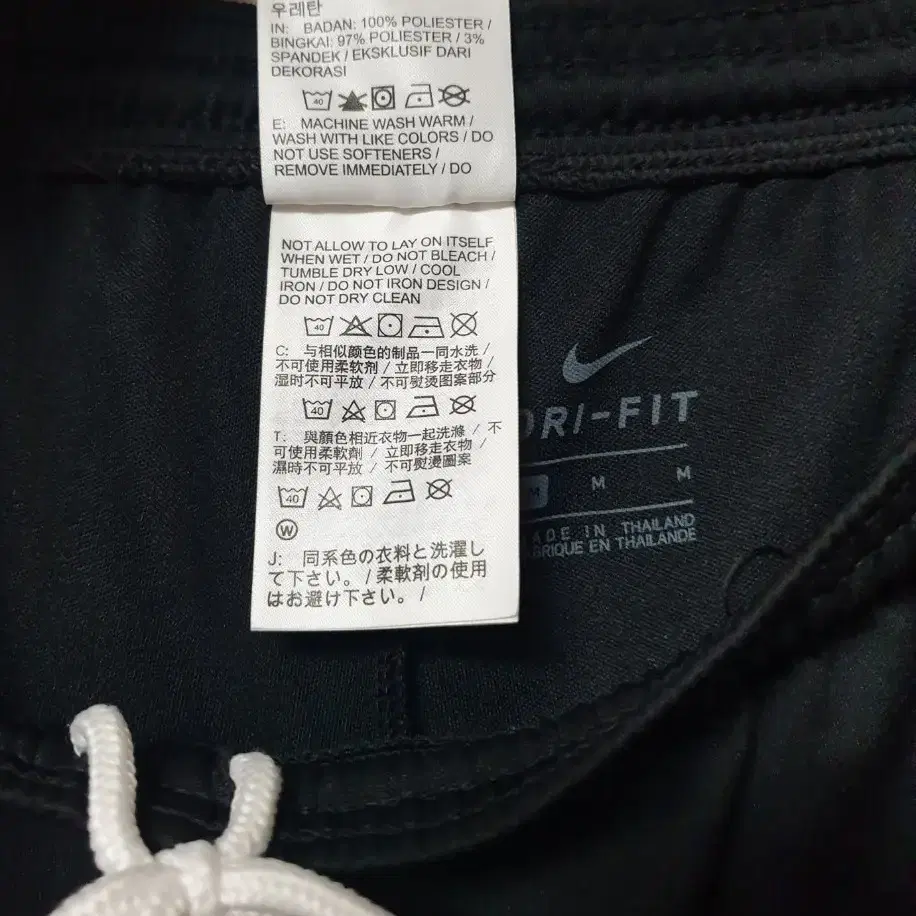 우레탄
IN: BADAN: 100% POLIESTER /
BINGKAI: 97% POLIESTER / 3%
SPANDEK / EKSKLUSIF DARI
DEKORASI
40
E: MACHINE WASH WARM /
WASH WITH LIKE COLORS / DO
NOT USE SOFTENERS /
REMOVE IMMEDIATELY / DO
NOT ALLOW TO LAY ON ITSELF
WHEN WET / DO NOT BLEACH /
TUMBLE DRY LOW / COOL
IRON / DO NOT IRON DESIGN /
DO NOT DRY CLEAN
40
C: 与相似颜色的制品一同水洗 /
不可使用柔软剂 / 立即移走衣物 /
湿时不可平放 / 不可熨烫图案部分
40
T: 與顏色相近衣物一起洗滌 / 不
可使用柔軟劑 / 立即移走衣物 /
濕時不可平放 / 不可熨燙圖案
40
W
J: 同系色の衣料と洗濯し
て下さい。/ 柔軟剤の使用
はお避け下さい。/
DRI-FIT
M M M
ADE IN THAILAND
BRIQUE EN THAILANDE